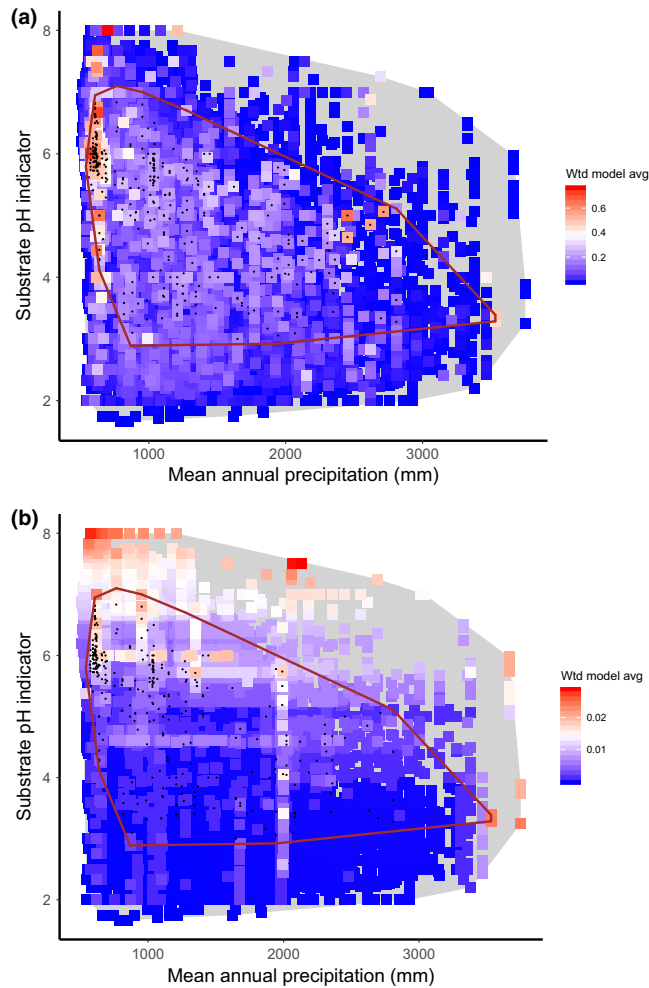 (a)
8
6
4
2
Substrate pH indicator
1000 2000 3000
Mean annual precipitation (mm)
Wtd model avg
0.6
0.4
0.2
(b)
8
6
4
2
Substrate pH indicator
1000 2000 3000
Mean annual precipitation (mm)
Wtd model avg
0.02
0.01